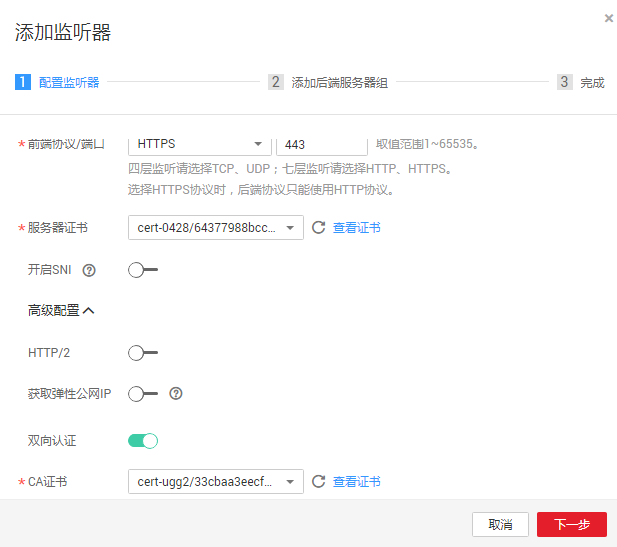 添加监听器
1 配置监听器
2 添加后端服务器组
3 完成
* 前端协议/端口 HTTPS 443 取值范围1~65535。
四层监听请选择TCP、UDP；七层监听请选择HTTP、HTTPS。
选择HTTPS协议时，后端协议只能使用HTTP协议。
* 服务器证书 cert-0428/64377988bcc... 查看证书
开启SNI ?
高级配置
HTTP/2
获取弹性公网IP ?
双向认证
* CA证书 cert-ugg2/33cbaa3eecf... 查看证书
取消 下一步